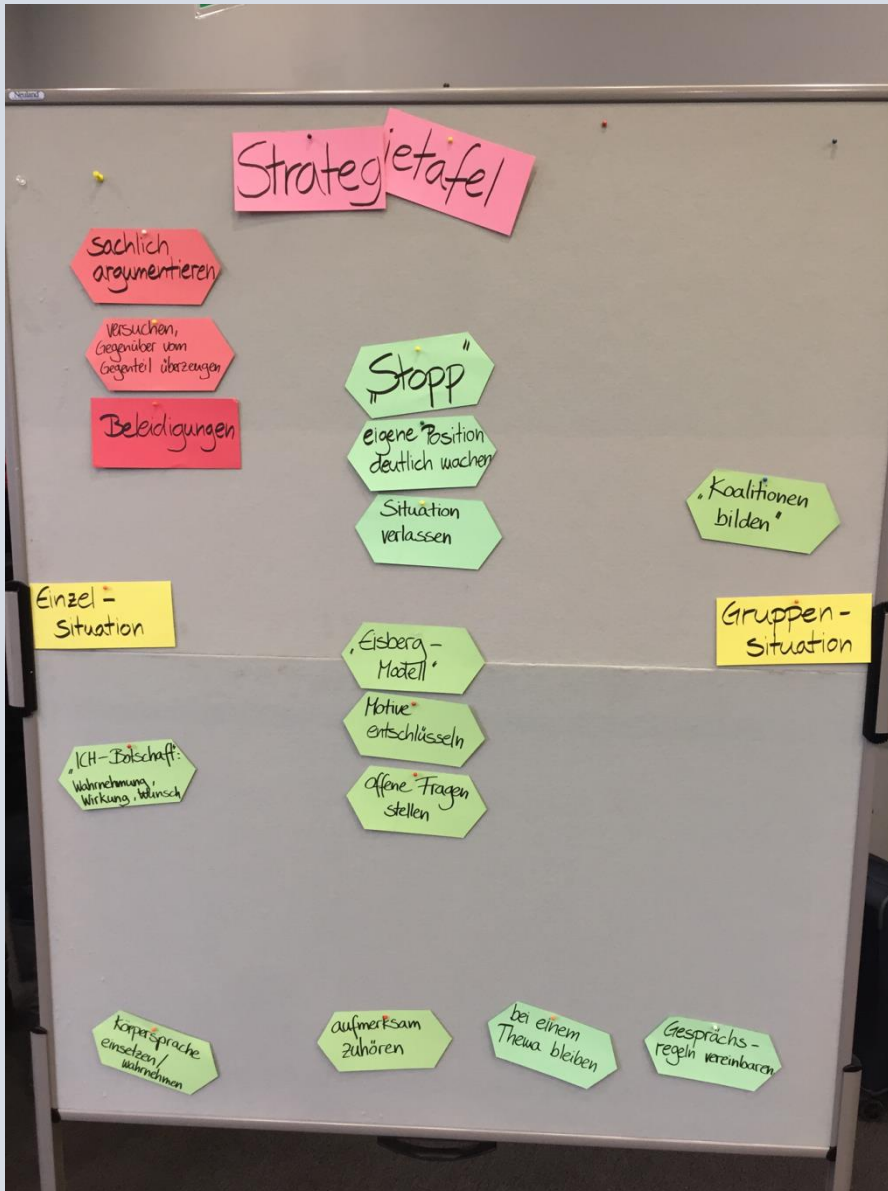 Neuland
Strategietafel
sachlich
argumentieren
versuchen,
Gegenüber vom
Gegenteil überzeugen
Beleidigungen
„Stopp"
eigene Position
deutlich machen
Situation
verlassen
„Koalitionen
bilden"
Einzel-
Situation
Gruppen-
Situation
„Eisberg-
Modell"
Motive
entschlüsseln
offene Fragen
stellen
„ICH-Botschaft":
Wahrnehmung,
Wirkung, Wunsch
Körpersprache
einsetzen/
wahrnehmen
aufmerksam
zuhören
bei einem
Thema bleiben
Gesprächs-
regeln vereinbaren